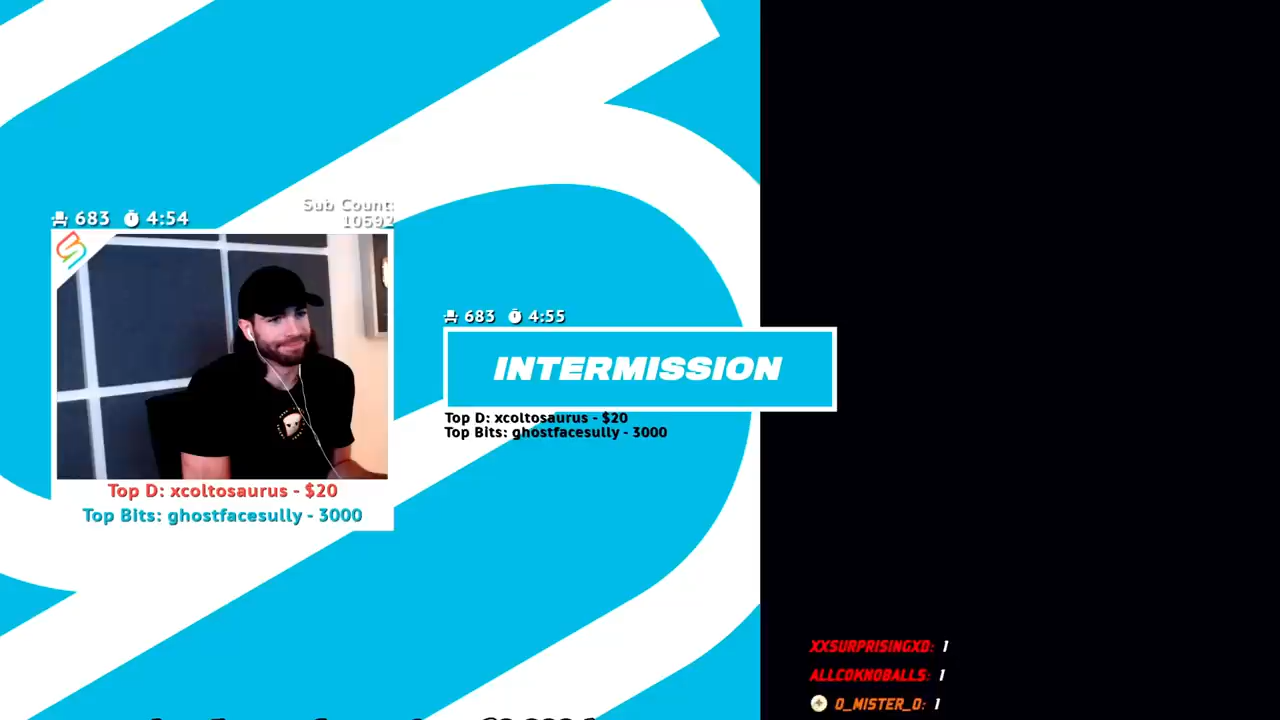 Sub Count:
683 4:54
10592
683 4:55
INTERMISSION
Top D: xcoltosaurus - $20
Top Bits: ghostfacesully - 3000
Top D: xcoltosaurus - $20
Top Bits: ghostfacesully - 3000
XXSURPRISINGXD: 1
ALLCOKNOBALLS: 1
O_MISTER_O: 1